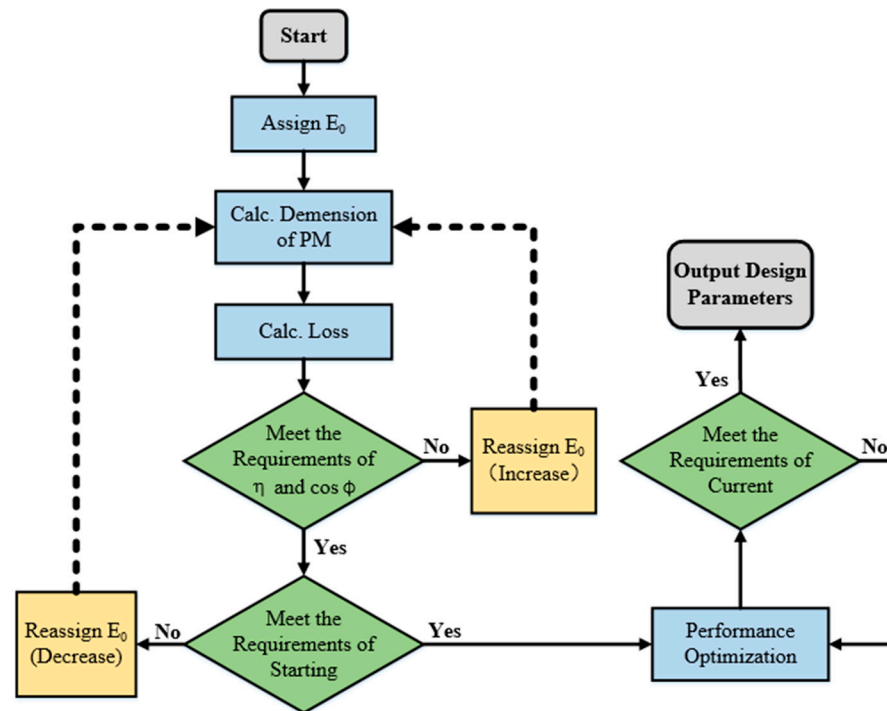 Start
Assign E₀
Calc. Demension
of PM
Calc. Loss
Meet the
Requirements of
η and cos φ
No
Reassign E₀
（Increase）
Yes
Meet the
Requirements of
Starting
No
Reassign E₀
(Decrease)
Yes
Performance
Optimization
Meet the
Requirements of
Current
No
Yes
Output Design
Parameters